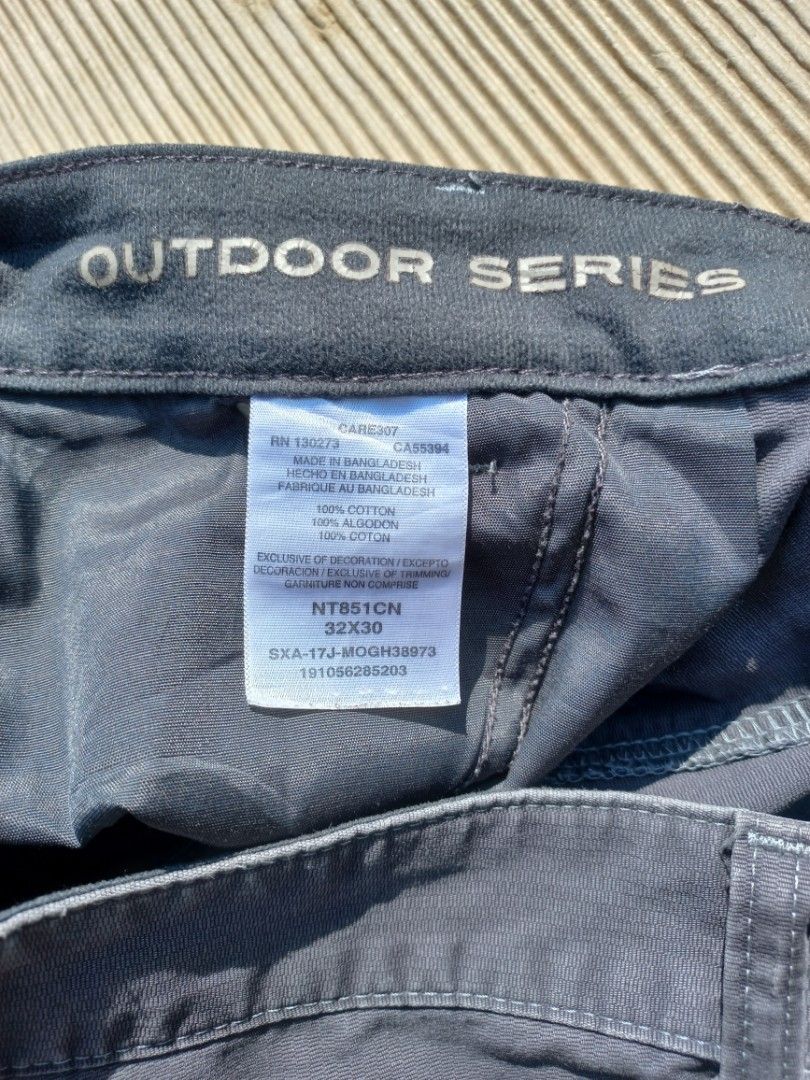 OUTDOOR SERIES
CARE307
RN 130273 CA55394
MADE IN BANGLADESH
HECHO EN BANGLADESH
FABRIQUE AU BANGLADESH
100% COTTON
100% ALGODON
100% COTON
EXCLUSIVE OF DECORATION / EXCEPTO
DECORACION / EXCLUSIVE OF TRIMMING/
GARNITURE NON COMPRISE
NT851CN
32X30
SXA-17J-MOGH38973
191056285203